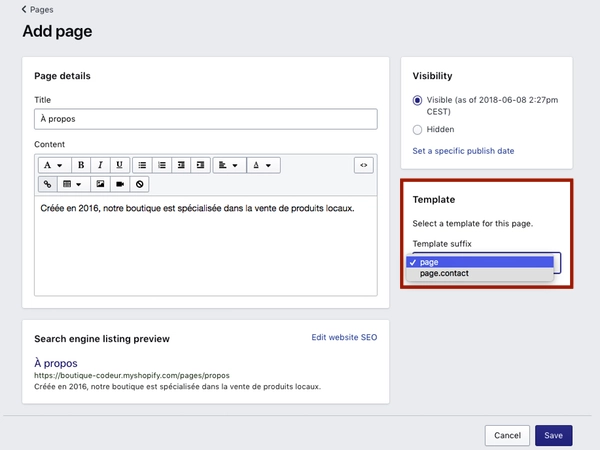 Pages
Add page
Page details
Title
À propos
Content
A
B
I
U
A
<>
Créée en 2016, notre boutique est spécialisée dans la vente de produits locaux.
Search engine listing preview
Edit website SEO
À propos
https://boutique-codeur.myshopify.com/pages/propos
Créée en 2016, notre boutique est spécialisée dans la vente de produits locaux.
Visibility
Visible (as of 2018-06-08 2:27pm
CEST)
Hidden
Set a specific publish date
Template
Select a template for this page.
Template suffix
page
page.contact
Cancel
Save